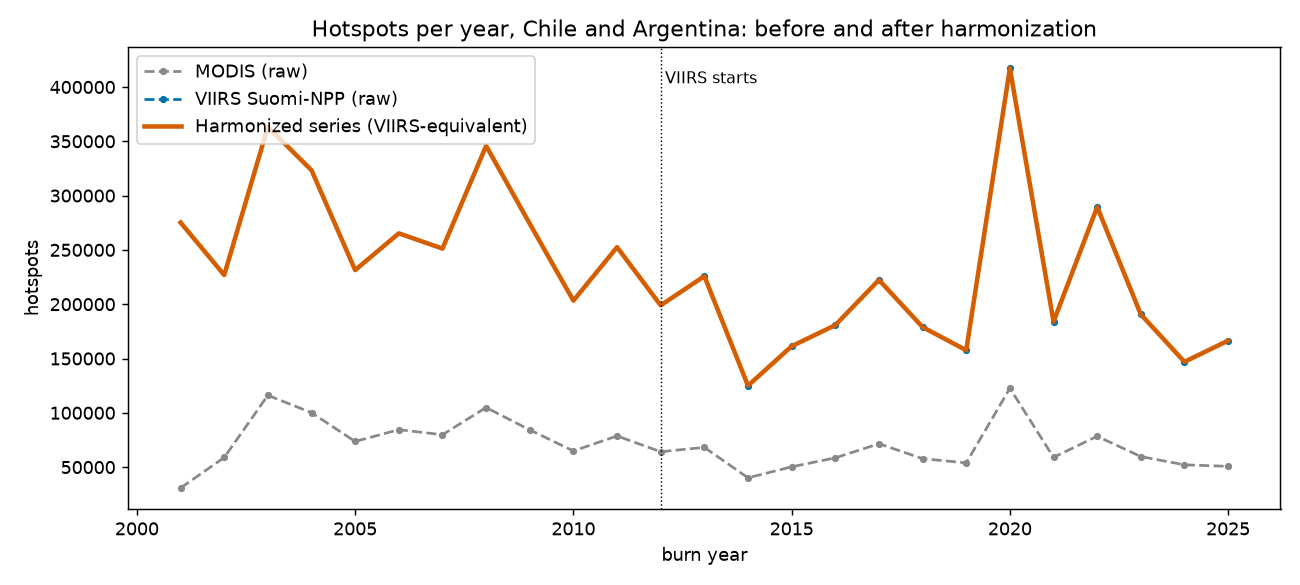 Hotspots per year, Chile and Argentina: before and after harmonization
MODIS (raw)
VIIRS Suomi-NPP (raw)
Harmonized series (VIIRS-equivalent)
VIIRS starts
hotspots
400000
350000
300000
250000
200000
150000
100000
50000
2000
2005
2010
2015
2020
2025
burn year